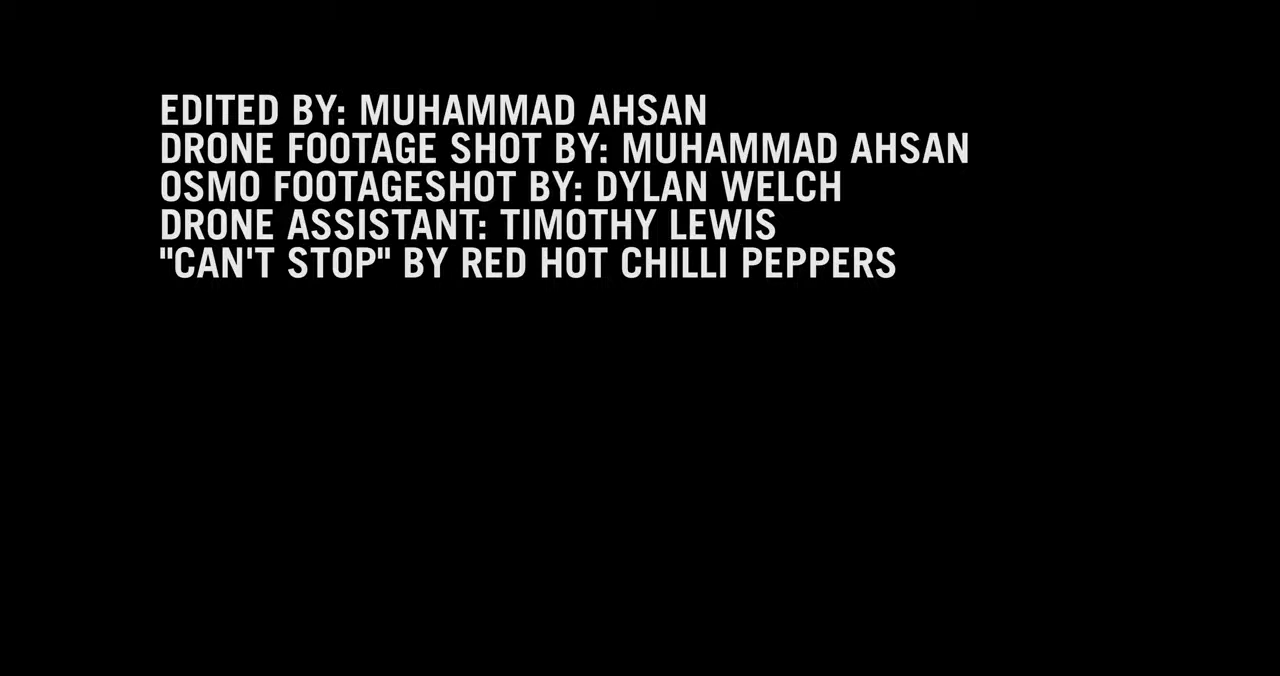 EDITED BY: MUHAMMAD AHSAN
DRONE FOOTAGE SHOT BY: MUHAMMAD AHSAN
OSMO FOOTAGESHOT BY: DYLAN WELCH
DRONE ASSISTANT: TIMOTHY LEWIS
"CAN'T STOP" BY RED HOT CHILLI PEPPERS